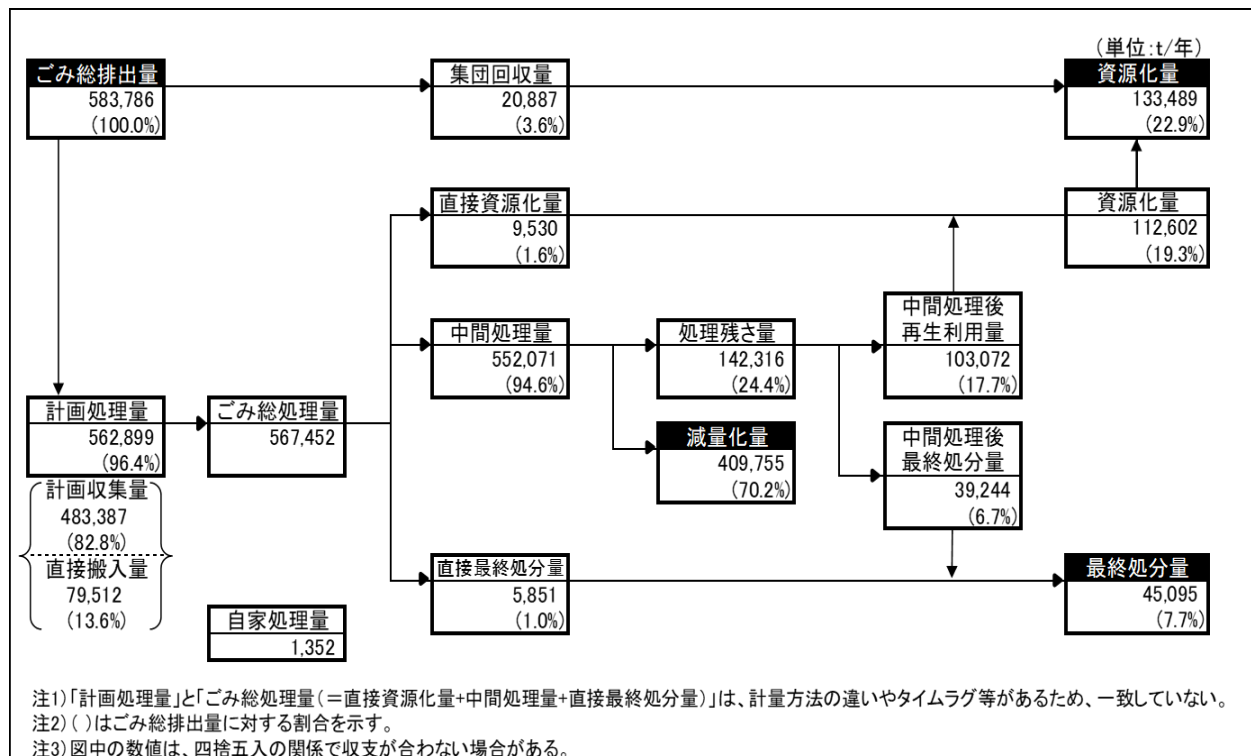 (単位:t/年)
ごみ総排出量
583,786
(100.0%)
集団回収量
20,887
(3.6%)
資源化量
133,489
(22.9%)
直接資源化量
9,530
(1.6%)
資源化量
112,602
(19.3%)
中間処理量
552,071
(94.6%)
処理残さ量
142,316
(24.4%)
中間処理後
再生利用量
103,072
(17.7%)
計画処理量
562,899
(96.4%)
ごみ総処理量
567,452
減量化量
409,755
(70.2%)
中間処理後
最終処分量
39,244
(6.7%)
計画収集量
483,387
(82.8%)
直接搬入量
79,512
(13.6%)
直接最終処分量
5,851
(1.0%)
最終処分量
45,095
(7.7%)
自家処理量
1,352
注1)「計画処理量」と「ごみ総処理量(=直接資源化量+中間処理量+直接最終処分量)」は、計量方法の違いやタイムラグ等があるため、一致していない。
注2)( )はごみ総排出量に対する割合を示す。
注3)図中の数値は、四捨五入の関係で収支が合わない場合がある。